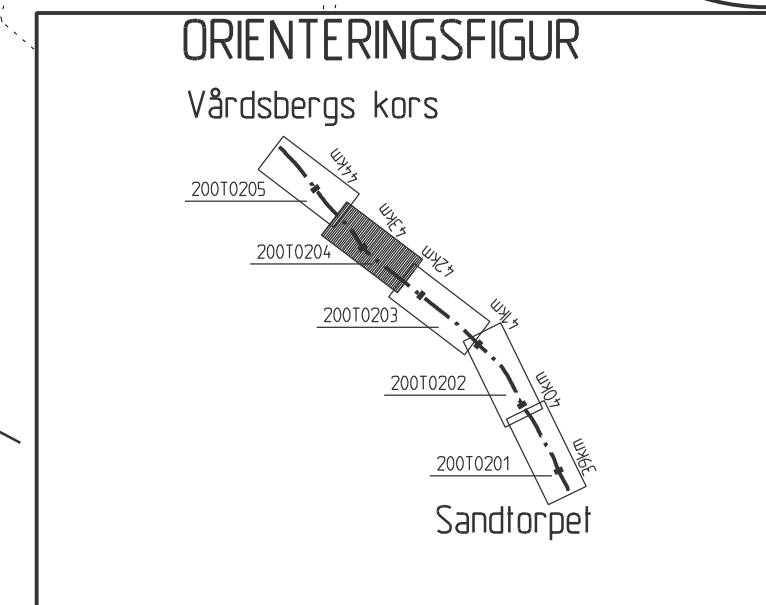 ORIENTERINGSFIGUR
Vårdsbergs kors
44km
200T0205
43km
200T0204
42km
200T0203
41km
200T0202
40km
200T0201
39km
Sandtorpet